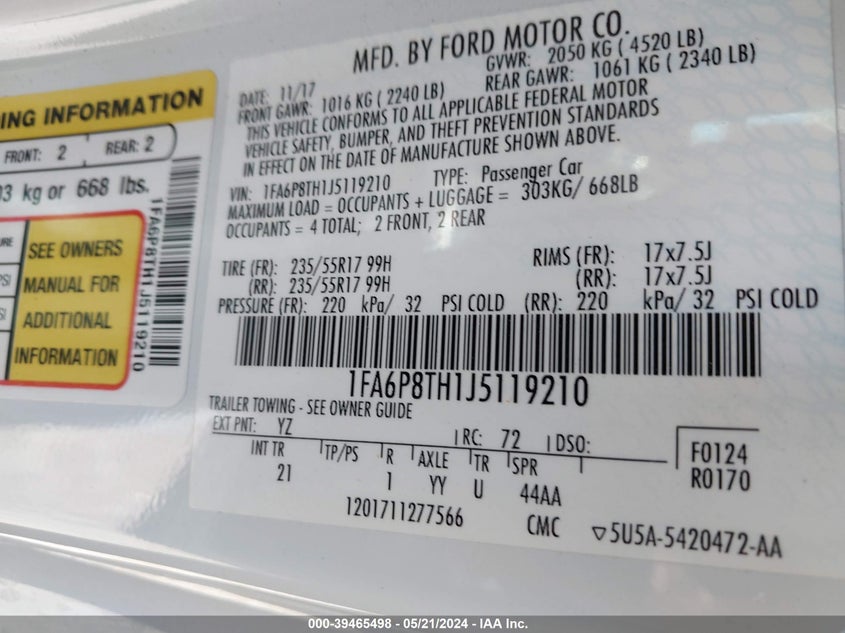 ING INFORMATION
FRONT: 2 REAR: 2
kg or 668 lbs.
SEE OWNERS
MANUAL FOR
ADDITIONAL
INFORMATION
1FA6P8TH1J5119210
MFD. BY FORD MOTOR CO.
DATE: 11/17 GVWR: 2050 KG ( 4520 LB)
FRONT GAWR: 1016 KG ( 2240 LB) REAR GAWR: 1061 KG ( 2340 LB)
THIS VEHICLE CONFORMS TO ALL APPLICABLE FEDERAL MOTOR
VEHICLE SAFETY, BUMPER, AND THEFT PREVENTION STANDARDS
IN EFFECT ON THE DATE OF MANUFACTURE SHOWN ABOVE.
VIN: 1FA6P8TH1J5119210 TYPE: Passenger Car
MAXIMUM LOAD = OCCUPANTS + LUGGAGE = 303KG/ 668LB
OCCUPANTS = 4 TOTAL; 2 FRONT, 2 REAR
TIRE (FR): 235/55R17 99H RIMS (FR): 17x7.5J
(RR): 235/55R17 99H (RR): 17x7.5J
PRESSURE (FR): 220 kPa/ 32 PSI COLD (RR): 220 kPa/ 32 PSI COLD
1FA6P8TH1J5119210
TRAILER TOWING - SEE OWNER GUIDE
EXT PNT: YZ RC: 72 DSO:
INT TR TP/PS R AXLE TR SPR F0124
21 1 YY U 44AA R0170
1201711277566 CMC ▽5U5A-5420472-AA
000-39465498 - 05/21/2024 - IAA Inc.